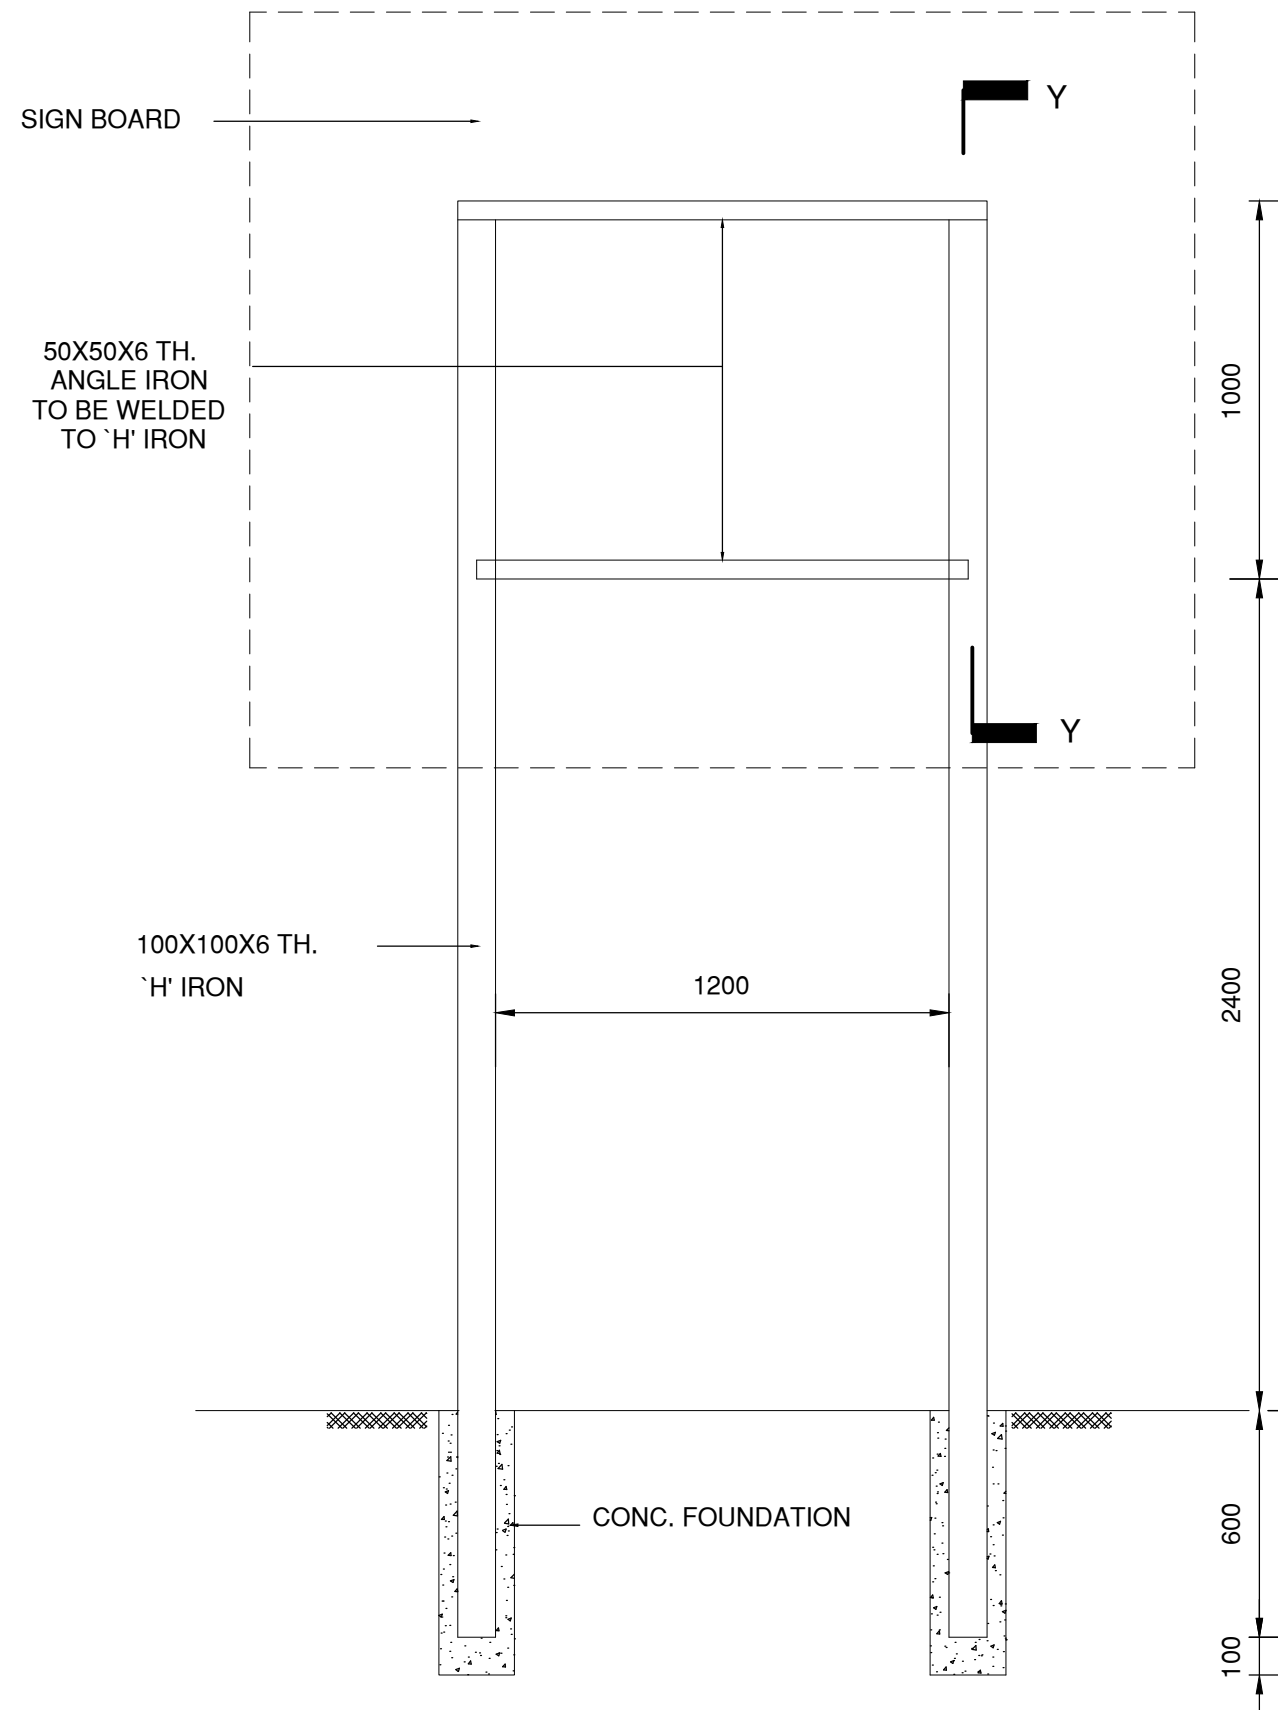 Y
SIGN BOARD
50X50X6 TH.
ANGLE IRON
TO BE WELDED
TO `H' IRON
1000
Y
100X100X6 TH.
`H' IRON
1200
2400
CONC. FOUNDATION
600
100